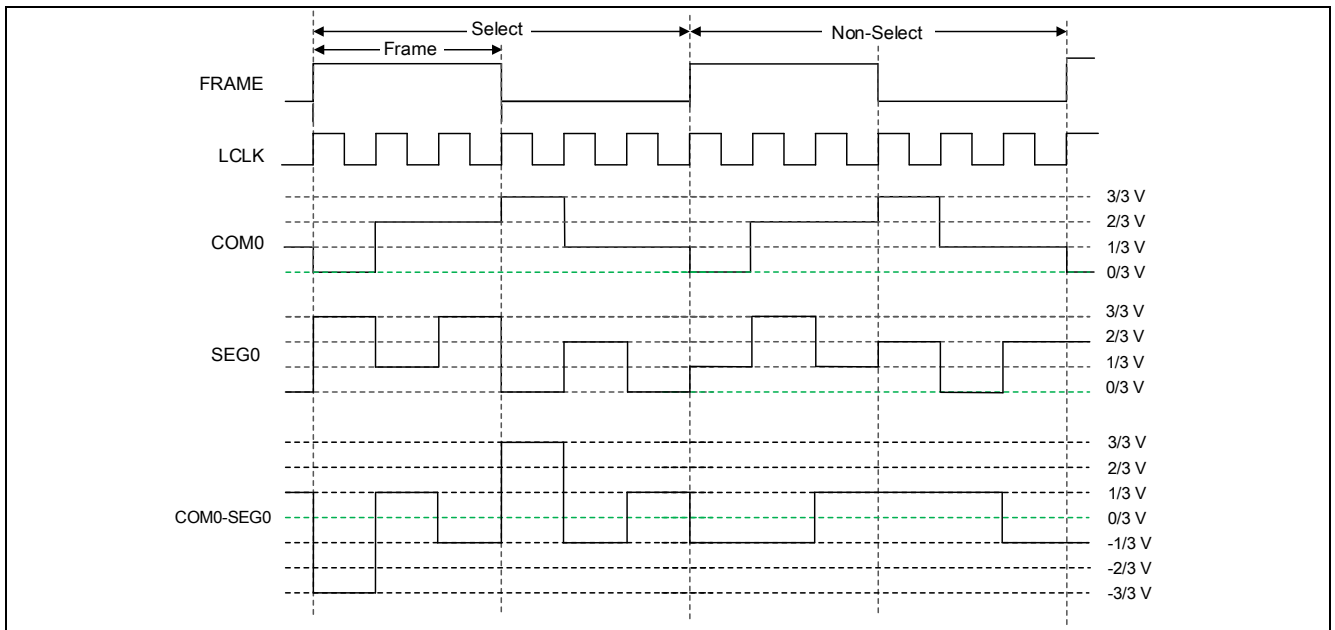 Select
Non-Select
Frame
FRAME
LCLK
COM0
3/3 V
2/3 V
1/3 V
0/3 V
SEG0
3/3 V
2/3 V
1/3 V
0/3 V
COM0-SEG0
3/3 V
2/3 V
1/3 V
0/3 V
-1/3 V
-2/3 V
-3/3 V